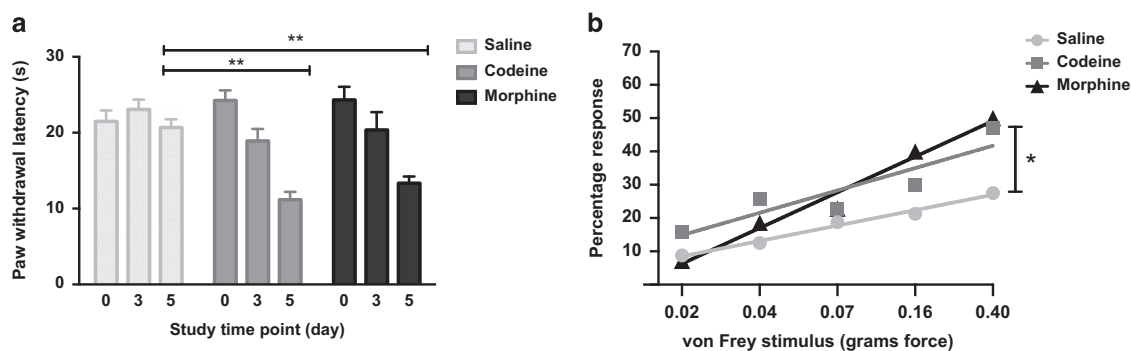 a
**
**
Saline
Codeine
Morphine
Paw withdrawal latency (s)
30
20
10
0
0 3 5 0 3 5 0 3 5
Study time point (day)
b
Saline
Codeine
Morphine
Percentage response
70
60
50
40
30
20
10
*
0.02 0.04 0.07 0.16 0.40
von Frey stimulus (grams force)